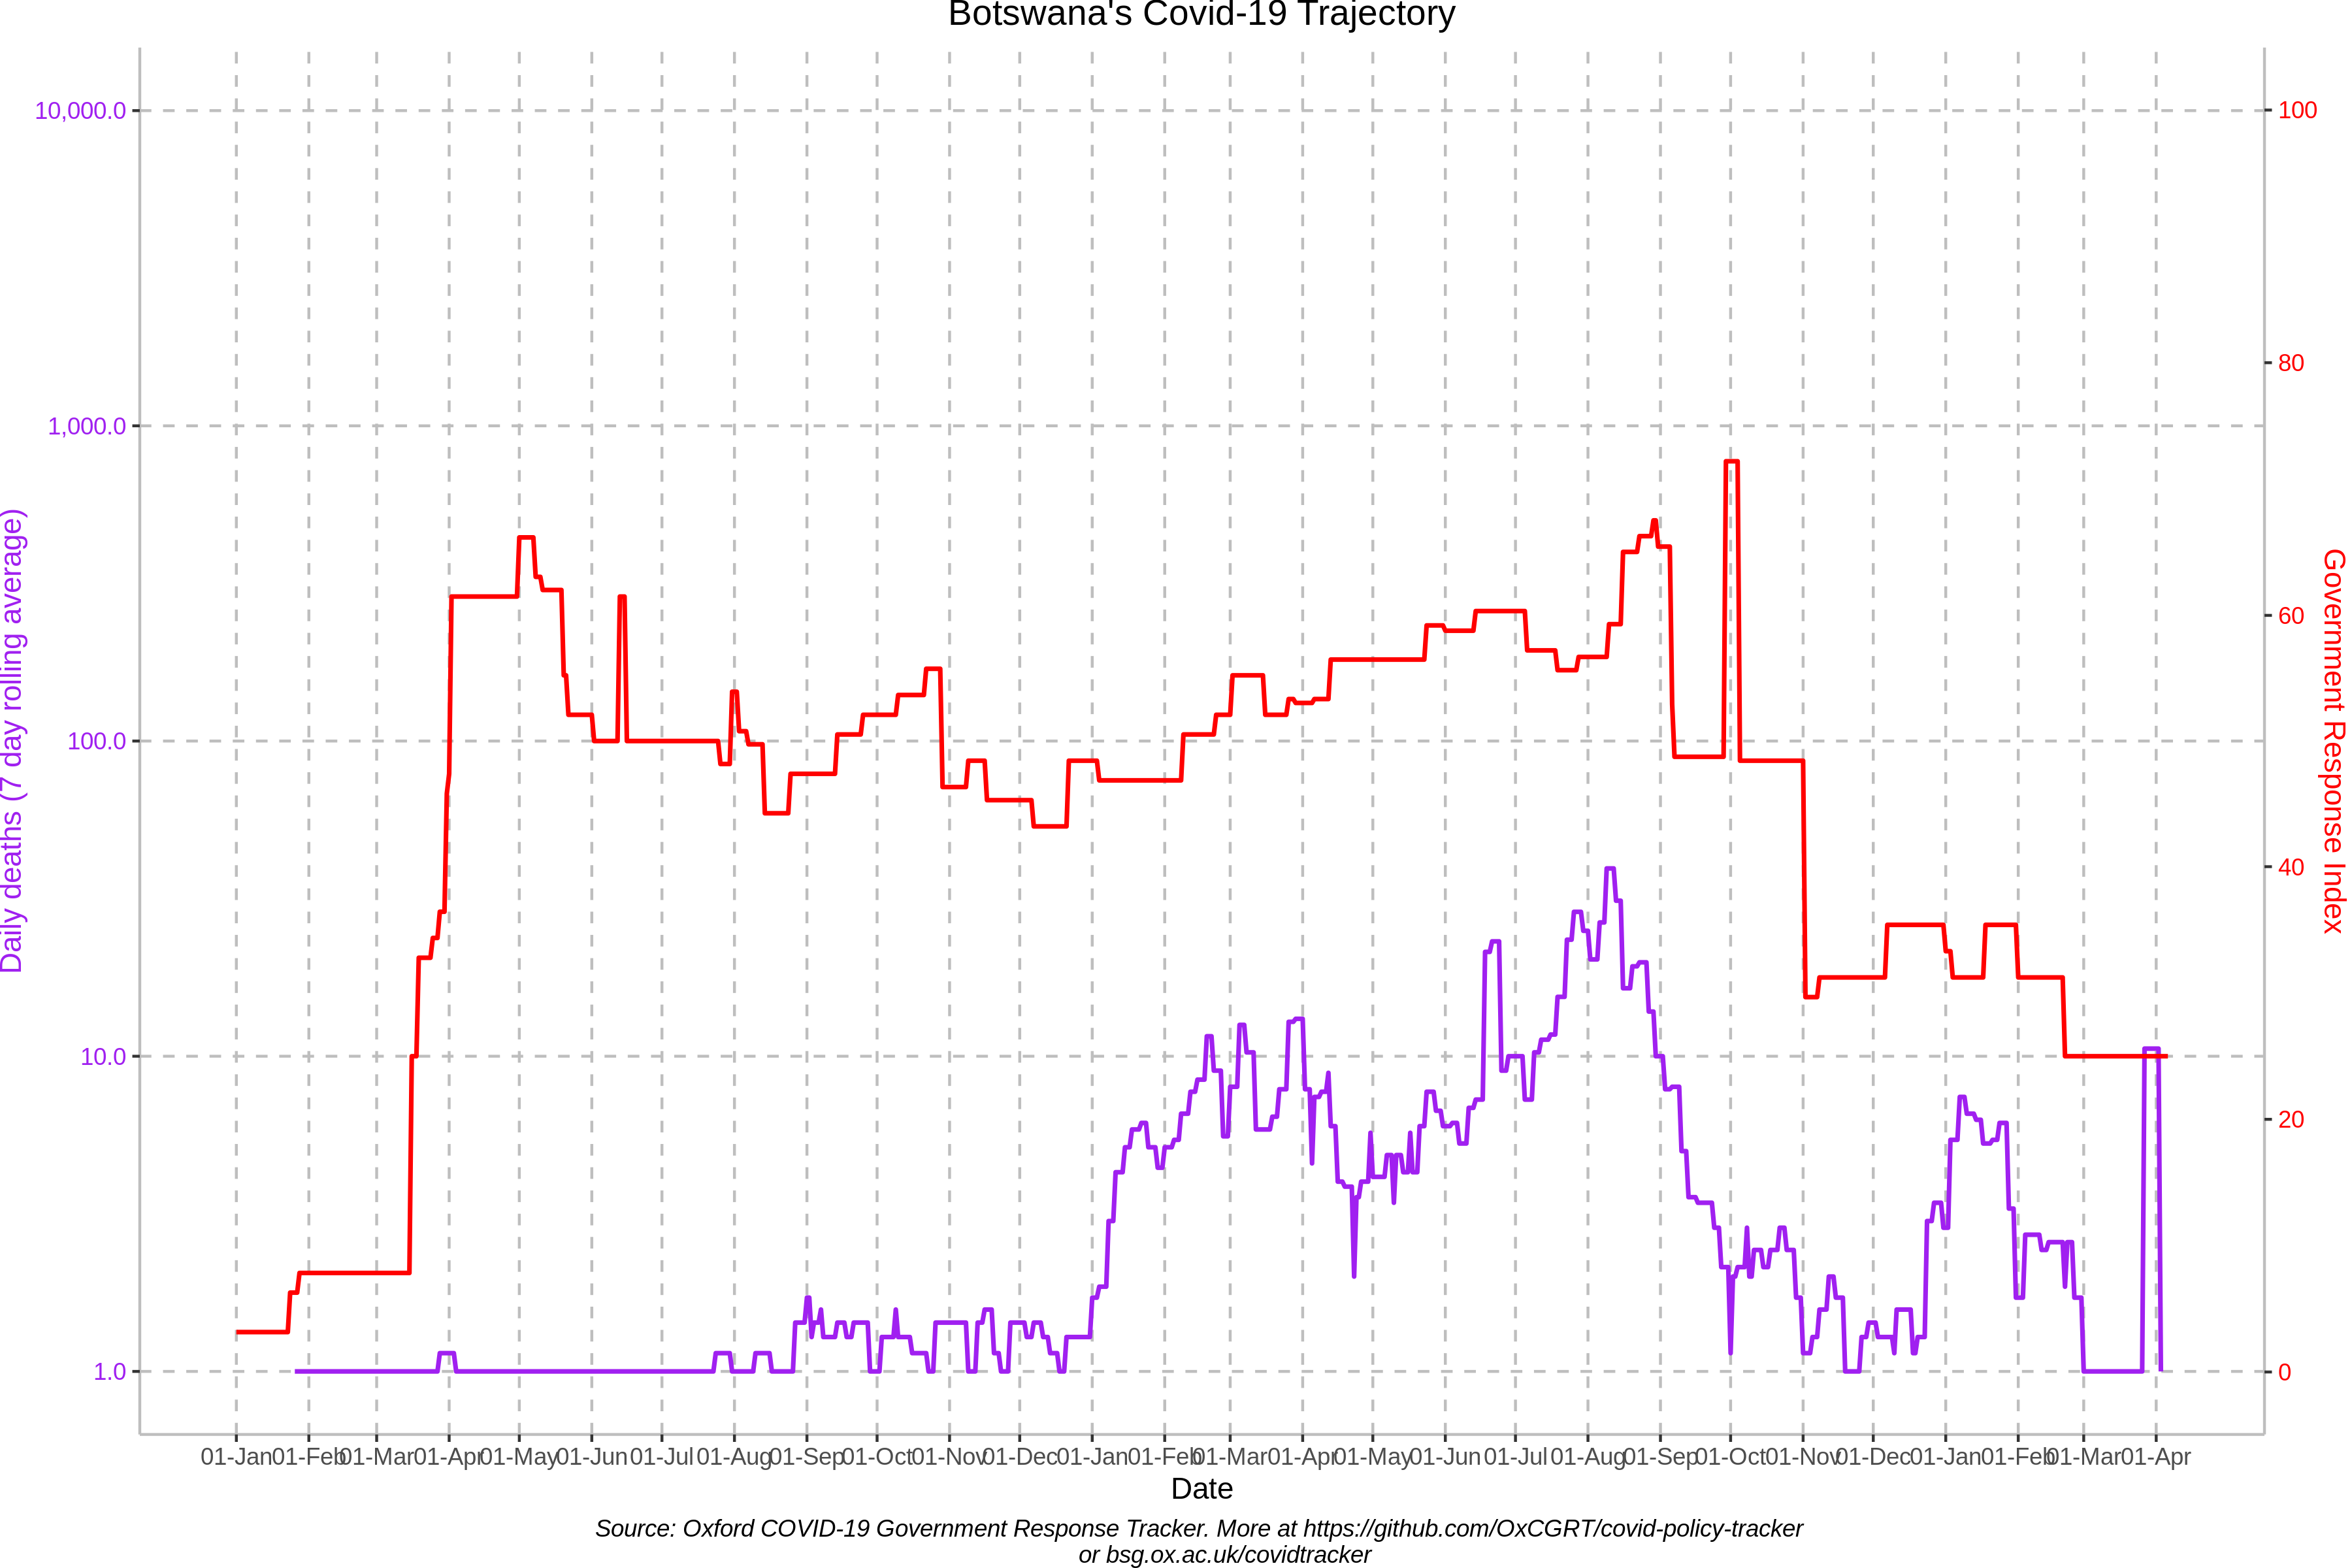 Botswana's Covid-19 Trajectory
10,000.0
1,000.0
100.0
10.0
1.0
Daily deaths (7 day rolling average)
100
80
60
40
20
0
Government Response Index
01-Jan 01-Feb 01-Mar 01-Apr 01-May 01-Jun 01-Jul 01-Aug 01-Sep 01-Oct 01-Nov 01-Dec 01-Jan 01-Feb 01-Mar 01-Apr 01-May 01-Jun 01-Jul 01-Aug 01-Sep 01-Oct 01-Nov 01-Dec 01-Jan 01-Feb 01-Mar 01-Apr
Date
Source: Oxford COVID-19 Government Response Tracker. More at https://github.com/OxCGRT/covid-policy-tracker
or bsg.ox.ac.uk/covidtracker